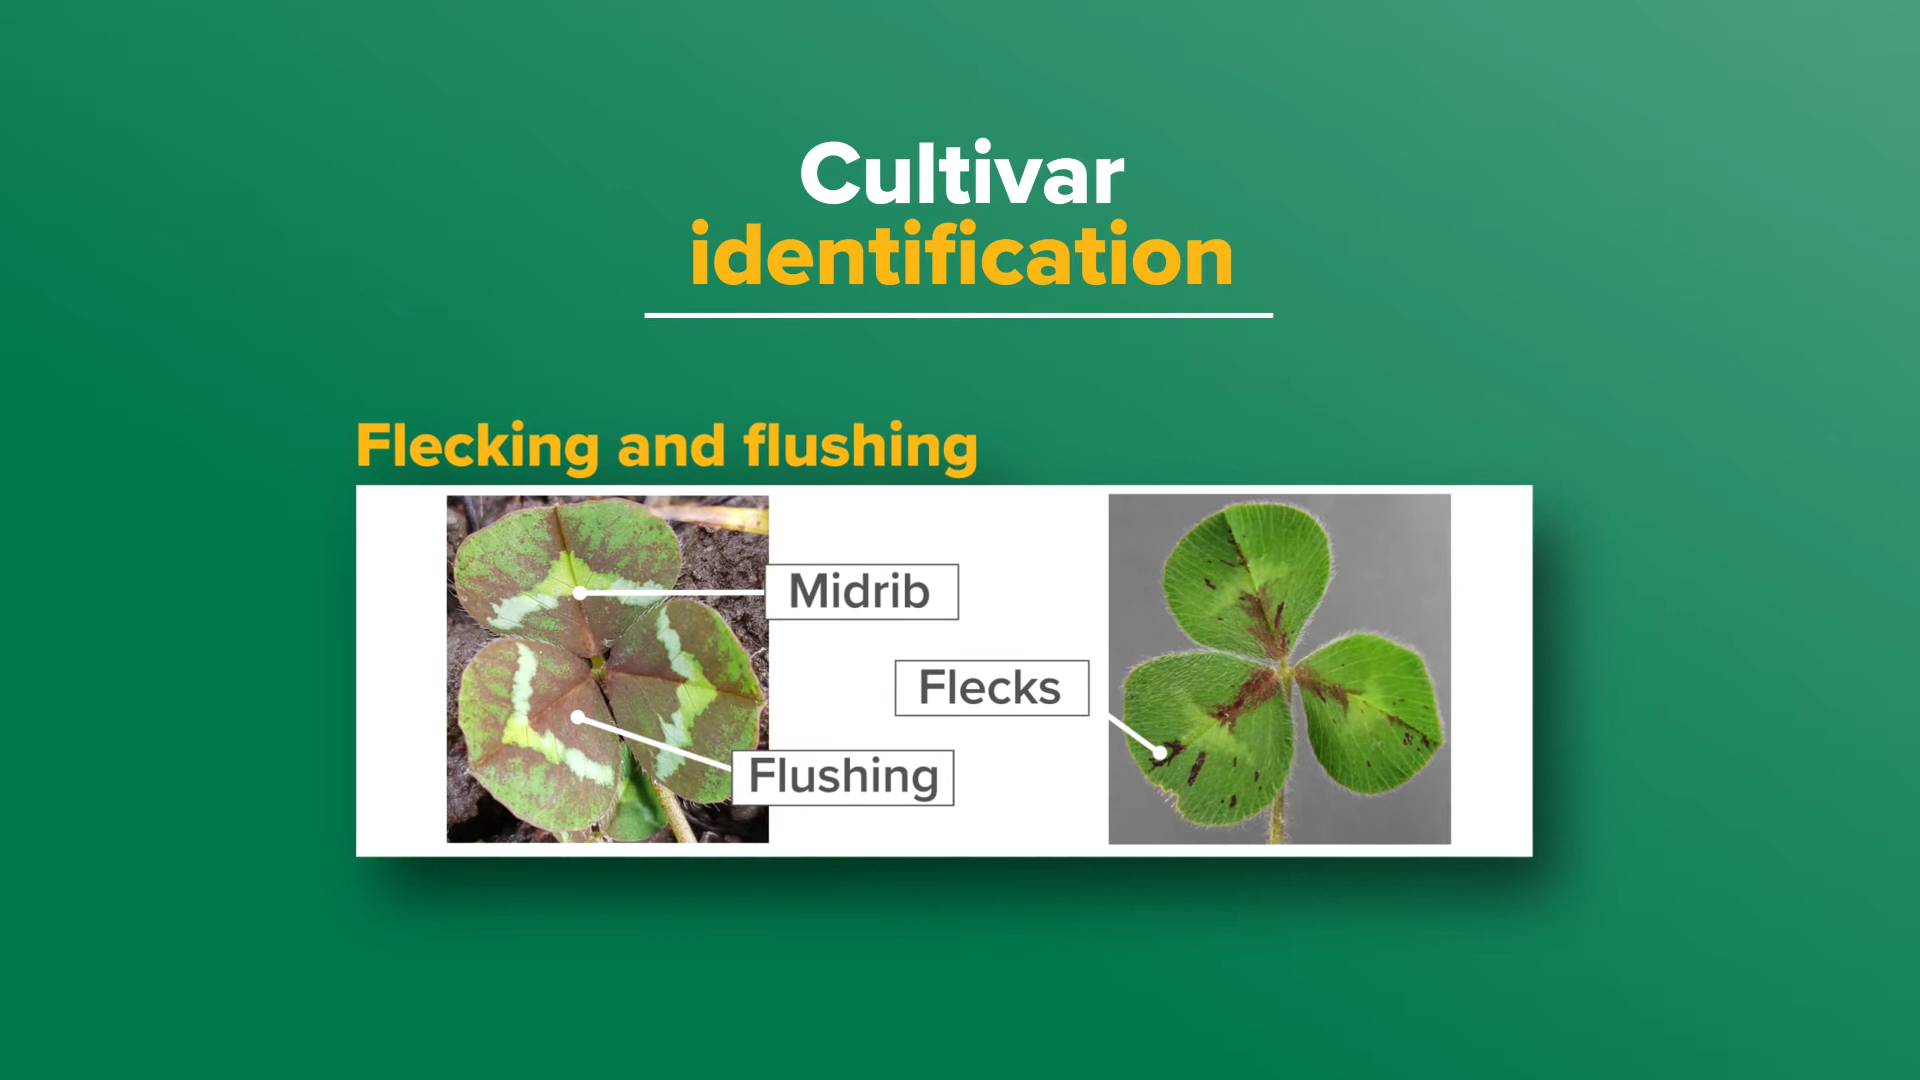 Cultivar
identification
Flecking and flushing
Midrib
Flecks
Flushing